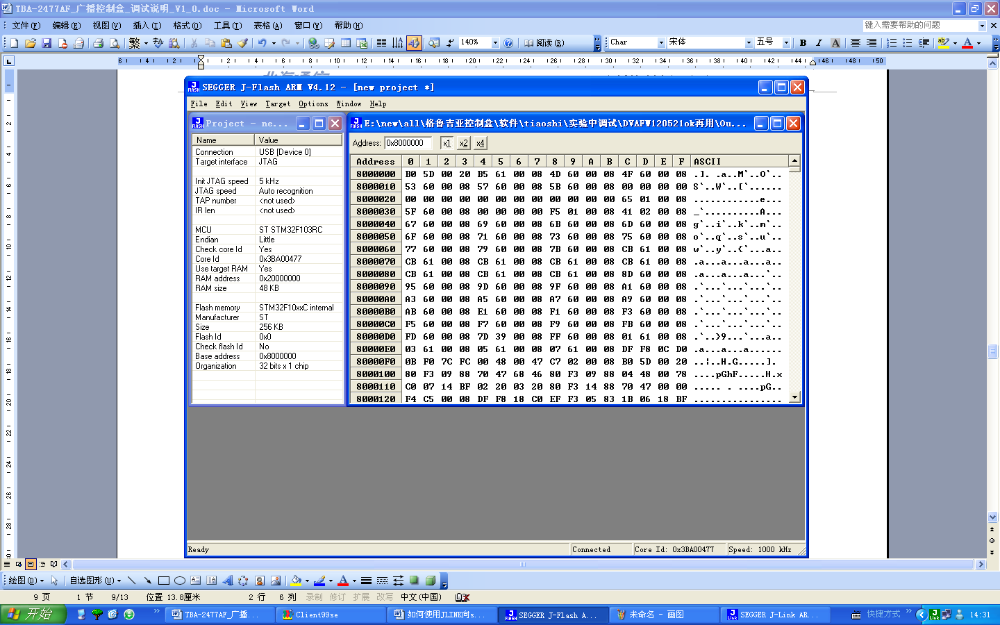 TBA-2477AF_广播控制盒_调试说明_V1_0.doc - Microsoft Word
文件(F) 编辑(E) 视图(V) 插入(I) 格式(O) 工具(T) 表格(A) 窗口(W) 帮助(H) 键入需要帮助的问题
繁 140% 阅读(R) Char 宋体 五号 B I A
6 4 2 2 4 6 8 10 12 14 16 18 20 22 24 26 28 30 32 34 36 38 40 42 44 46 48 50
SEGGER J-Flash ARM V4.12 - [new project *]
File Edit View Target Options Window Help
Project - ne...
Name Value
Connection USB [Device 0]
Target interface JTAG
Init JTAG speed 5 kHz
JTAG speed Auto recognition
TAP number <not used>
IR len <not used>
MCU ST STM32F103RC
Endian Little
Check core Id Yes
Core Id 0x3BA00477
Use target RAM Yes
RAM address 0x20000000
RAM size 48 KB
Flash memory STM32F10xxC internal
Manufacturer ST
Size 256 KB
Flash Id 0x0
Check flash Id No
Base address 0x8000000
Organization 32 bits x 1 chip
E:\new\all\格鲁吉亚控制盒\软件\tiaoshi\实验中调试\DVAFW120521ok再用\Ou...
Address: 0x8000000 x1 x2 x4
Address 0 1 2 3 4 5 6 7 8 9 A B C D E F ASCII
8000000 B0 5D 00 20 B5 61 00 08 4D 60 00 08 4F 60 00 08 .]. .a..M`..O`..
8000010 53 60 00 08 57 60 00 08 5B 60 00 08 00 00 00 00 S`..W`..[`......
8000020 00 00 00 00 00 00 00 00 00 00 00 00 65 01 00 08 ............e...
8000030 5F 60 00 08 00 00 00 00 F5 01 00 08 41 02 00 08 _`..........A...
8000040 67 60 00 08 69 60 00 08 6B 60 00 08 6D 60 00 08 g`..i`..k`..m`..
8000050 6F 60 00 08 71 60 00 08 73 60 00 08 75 60 00 08 o`..q`..s`..u`..
8000060 77 60 00 08 79 60 00 08 7B 60 00 08 CB 61 00 08 w`..y`..{`...a..
8000070 CB 61 00 08 CB 61 00 08 CB 61 00 08 CB 61 00 08 .a...a...a...a..
8000080 CB 61 00 08 CB 61 00 08 CB 61 00 08 8D 60 00 08 .a...a...a...`..
8000090 95 60 00 08 9D 60 00 08 9F 60 00 08 A1 60 00 08 .`...`...`...`..
80000A0 A3 60 00 08 A5 60 00 08 A7 60 00 08 A9 60 00 08 .`...`...`...`..
80000B0 AB 60 00 08 E1 60 00 08 F1 60 00 08 F3 60 00 08 .`...`...`...`..
80000C0 F5 60 00 08 F7 60 00 08 F9 60 00 08 FB 60 00 08 .`...`...`...`..
80000D0 FD 60 00 08 7D 39 00 08 FF 60 00 08 01 61 00 08 .`..}9...`...a..
80000E0 03 61 00 08 05 61 00 08 07 61 00 08 DF F8 0C D0 .a...a...a......
80000F0 0B F0 7C FC 00 48 00 47 C7 02 00 08 B0 5D 00 20 ..|..H.G.....].
8000100 80 F3 09 88 70 47 68 46 80 F3 09 88 04 48 00 78 ....pGhF.....H.x
8000110 C0 07 14 BF 02 20 03 20 80 F3 14 88 70 47 00 00 ..... . ....pG..
8000120 F4 C5 00 08 DF F8 18 C0 EF F3 05 83 1B 06 18 BF ................
Ready Connected Core Id: 0x3BA00477 Speed: 1000 kHz
绘图(D) 自选图形(U)
9 页 1 节 9/13 位置 13.8厘米 2 行 6 列 录制 修订 扩展 改写 中文(中国)
开始 TBA-2477AF_广播... Client99se 如何使用JLINK向s... SEGGER J-Flash A... 未命名 - 画图 SEGGER J-Link AR... 快捷方式 14:31